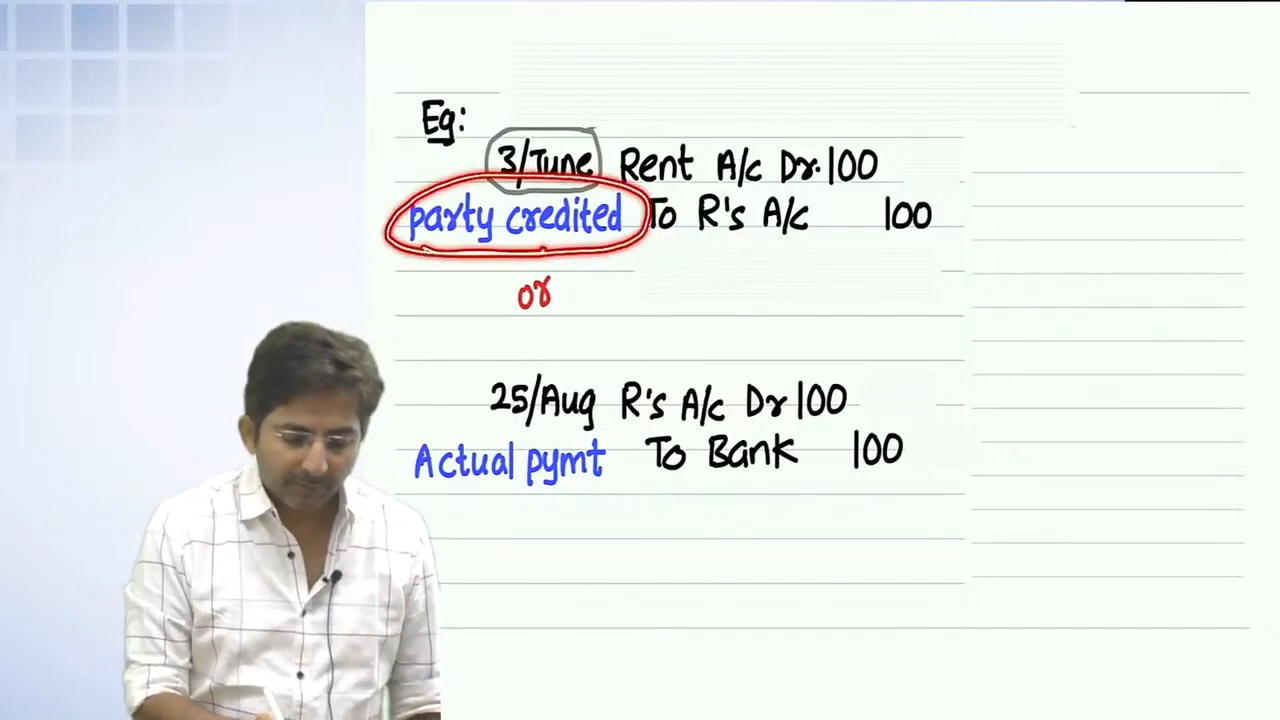 Eg:
3/June Rent A/c Dr. 100
party credited To R's A/c 100
or
25/Aug R's A/c Dr 100
Actual pymt To Bank 100